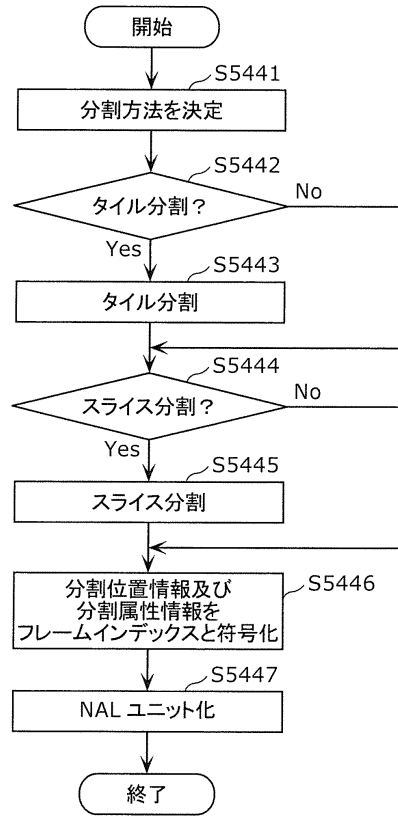 開始
S5441
分割方法を決定
S5442
タイル分割？
No
Yes
S5443
タイル分割
S5444
スライス分割？
No
Yes
S5445
スライス分割
S5446
分割位置情報及び
分割属性情報を
フレームインデックスと符号化
S5447
NAL ユニット化
終了